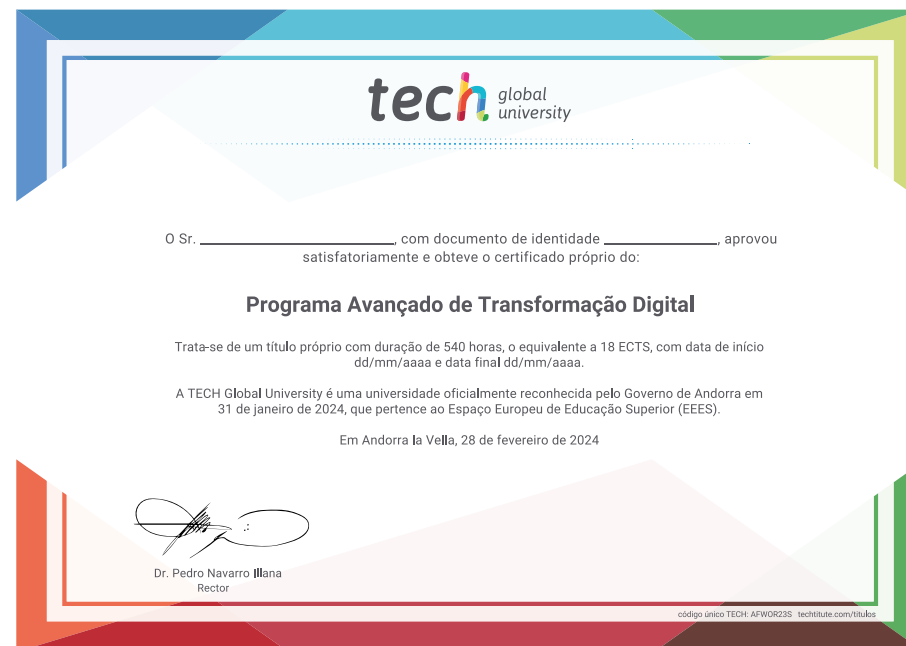 tech global
university
O Sr. ____________________, com documento de identidade ____________, aprovou
satisfatoriamente e obteve o certificado próprio do:
Programa Avançado de Transformação Digital
Trata-se de um título próprio com duração de 540 horas, o equivalente a 18 ECTS, com data de início
dd/mm/aaaa e data final dd/mm/aaaa.
A TECH Global University é uma universidade oficialmente reconhecida pelo Governo de Andorra em
31 de janeiro de 2024, que pertence ao Espaço Europeu de Educação Superior (EEES).
Em Andorra la Vella, 28 de fevereiro de 2024
Dr. Pedro Navarro Illana
Rector
código único TECH: AFWOR23S techtitute.com/titulos